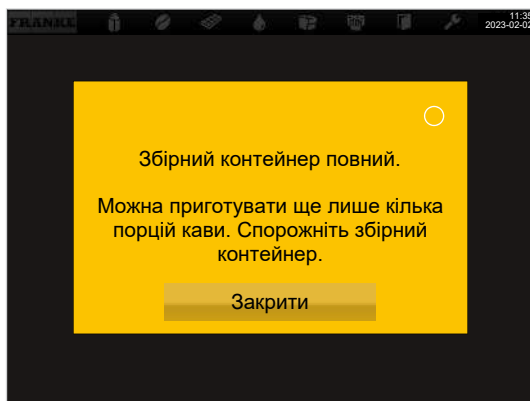 FRANKE
11:35
2023-02-02
Збірний контейнер повний.
Можна приготувати ще лише кілька
порцій кави. Спорожніть збірний
контейнер.
Закрити